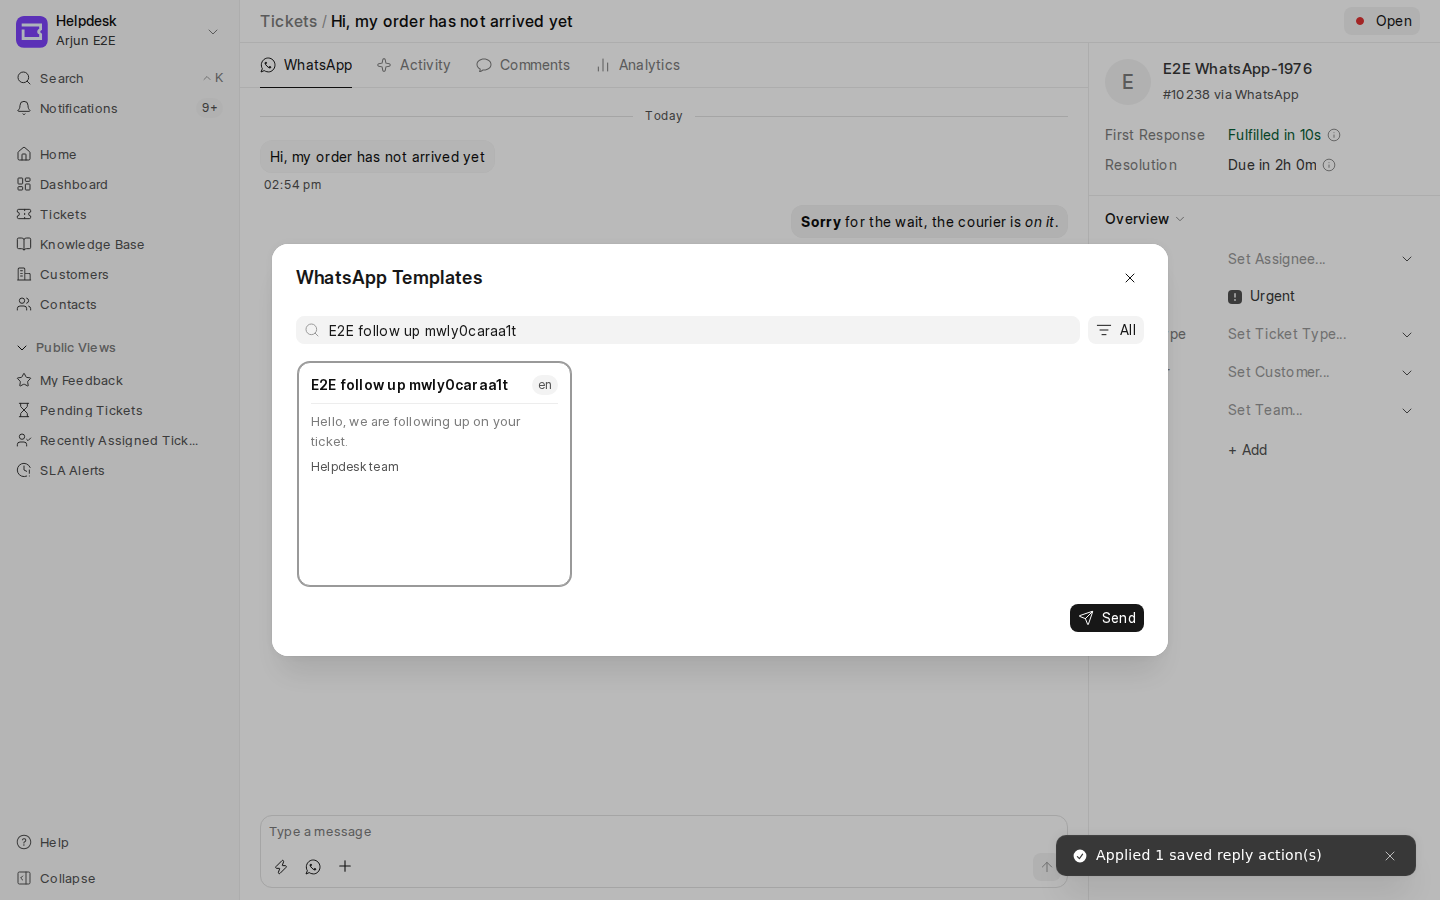 Helpdesk
Arjun E2E
Search
K
Notifications
9+
Home
Dashboard
Tickets
Knowledge Base
Customers
Contacts
Public Views
My Feedback
Pending Tickets
Recently Assigned Tick...
SLA Alerts
Help
Collapse
Tickets / Hi, my order has not arrived yet
Open
WhatsApp
Activity
Comments
Analytics
Today
Hi, my order has not arrived yet
02:54 pm
Sorry for the wait, the courier is on it.
WhatsApp Templates
E2E follow up mwly0caraa1t
All
E2E follow up mwly0caraa1t
en
Hello, we are following up on your
ticket.
Helpdesk team
Send
Type a message
E
E2E WhatsApp-1976
#10238 via WhatsApp
First Response
Fulfilled in 10s
Resolution
Due in 2h 0m
Overview
Set Assignee...
Urgent
pe
Set Ticket Type...
Set Customer...
Set Team...
+ Add
Applied 1 saved reply action(s)